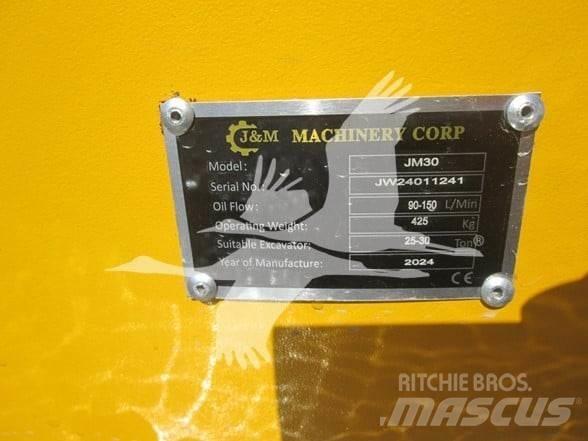 J&M MACHINERY CORP
Model: JM30
Serial No.: JW24011241
Oil Flow: 90-150 L/Min
Operating Weight: 425 Kg
Suitable Excavator: 25-30 Ton
Year of Manufacture: 2024
CE
®
RITCHIE BROS.
MASCUS